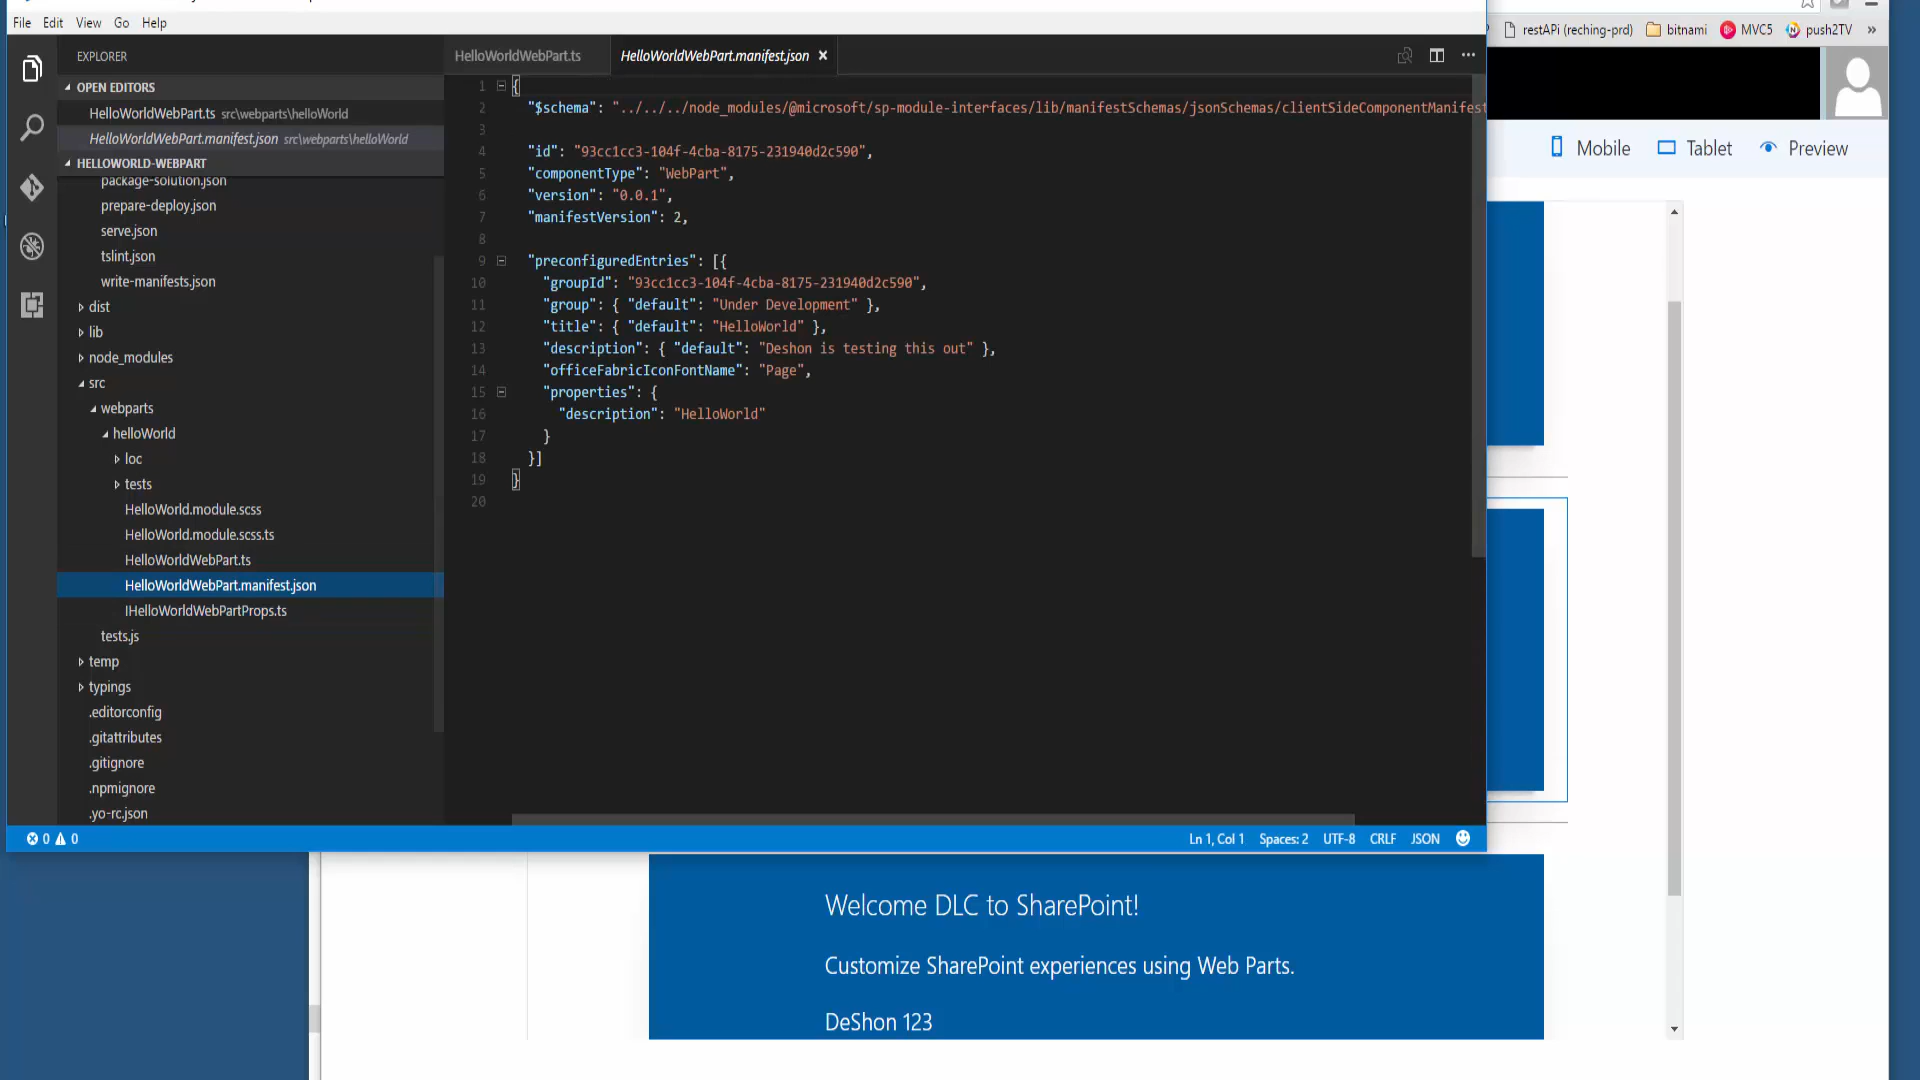 File Edit View Go Help
restAPi (reching-prd) bitnami MVC5 push2TV »
EXPLORER
HelloWorldWebPart.ts
HelloWorldWebPart.manifest.json
OPEN EDITORS
HelloWorldWebPart.ts src\webparts\helloWorld
HelloWorldWebPart.manifest.json src\webparts\helloWorld
HELLOWORLD-WEBPART
package-solution.json
prepare-deploy.json
serve.json
tslint.json
write-manifests.json
dist
lib
node_modules
src
webparts
helloWorld
loc
tests
HelloWorld.module.scss
HelloWorld.module.scss.ts
HelloWorldWebPart.ts
HelloWorldWebPart.manifest.json
IHelloWorldWebPartProps.ts
tests.js
temp
typings
.editorconfig
.gitattributes
.gitignore
.npmignore
.yo-rc.json
1 {
2 "$schema": "../../../node_modules/@microsoft/sp-module-interfaces/lib/manifestSchemas/jsonSchemas/clientSideComponentManifest
3
4 "id": "93cc1cc3-104f-4cba-8175-231940d2c590",
5 "componentType": "WebPart",
6 "version": "0.0.1",
7 "manifestVersion": 2,
8
9 "preconfiguredEntries": [{
10 "groupId": "93cc1cc3-104f-4cba-8175-231940d2c590",
11 "group": { "default": "Under Development" },
12 "title": { "default": "HelloWorld" },
13 "description": { "default": "Deshon is testing this out" },
14 "officeFabricIconFontName": "Page",
15 "properties": {
16 "description": "HelloWorld"
17 }
18 }]
19 }
20
Mobile Tablet Preview
0 0
Ln 1, Col 1 Spaces: 2 UTF-8 CRLF JSON
Welcome DLC to SharePoint!
Customize SharePoint experiences using Web Parts.
DeShon 123